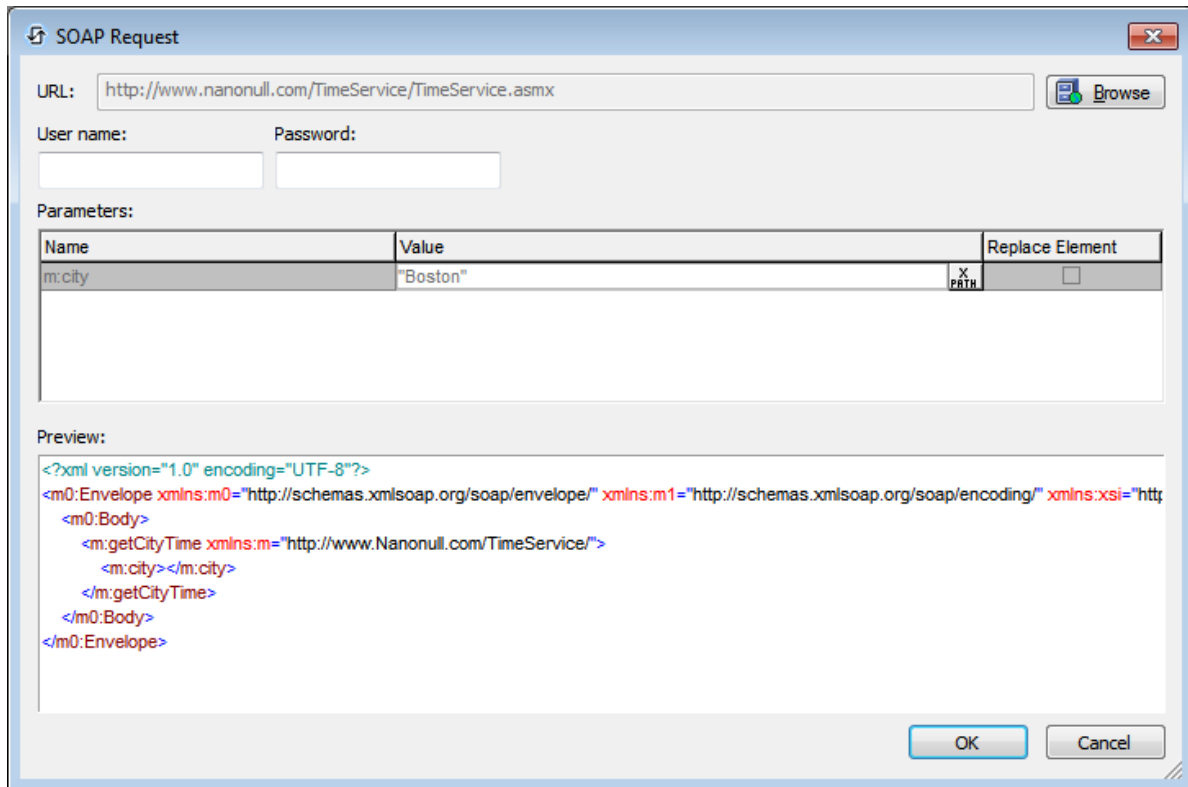 SOAP Request
URL: http://www.nanonull.com/TimeService/TimeService.asmx Browse
User name: Password:
Parameters:
Name Value Replace Element
m:city "Boston" X PATH
Preview:
<?xml version="1.0" encoding="UTF-8"?>
<m0:Envelope xmlns:m0="http://schemas.xmlsoap.org/soap/envelope/" xmlns:m1="http://schemas.xmlsoap.org/soap/encoding/" xmlns:xsi="http
<m0:Body>
<m:getCityTime xmlns:m="http://www.Nanonull.com/TimeService/">
<m:city></m:city>
</m:getCityTime>
</m0:Body>
</m0:Envelope>
OK Cancel